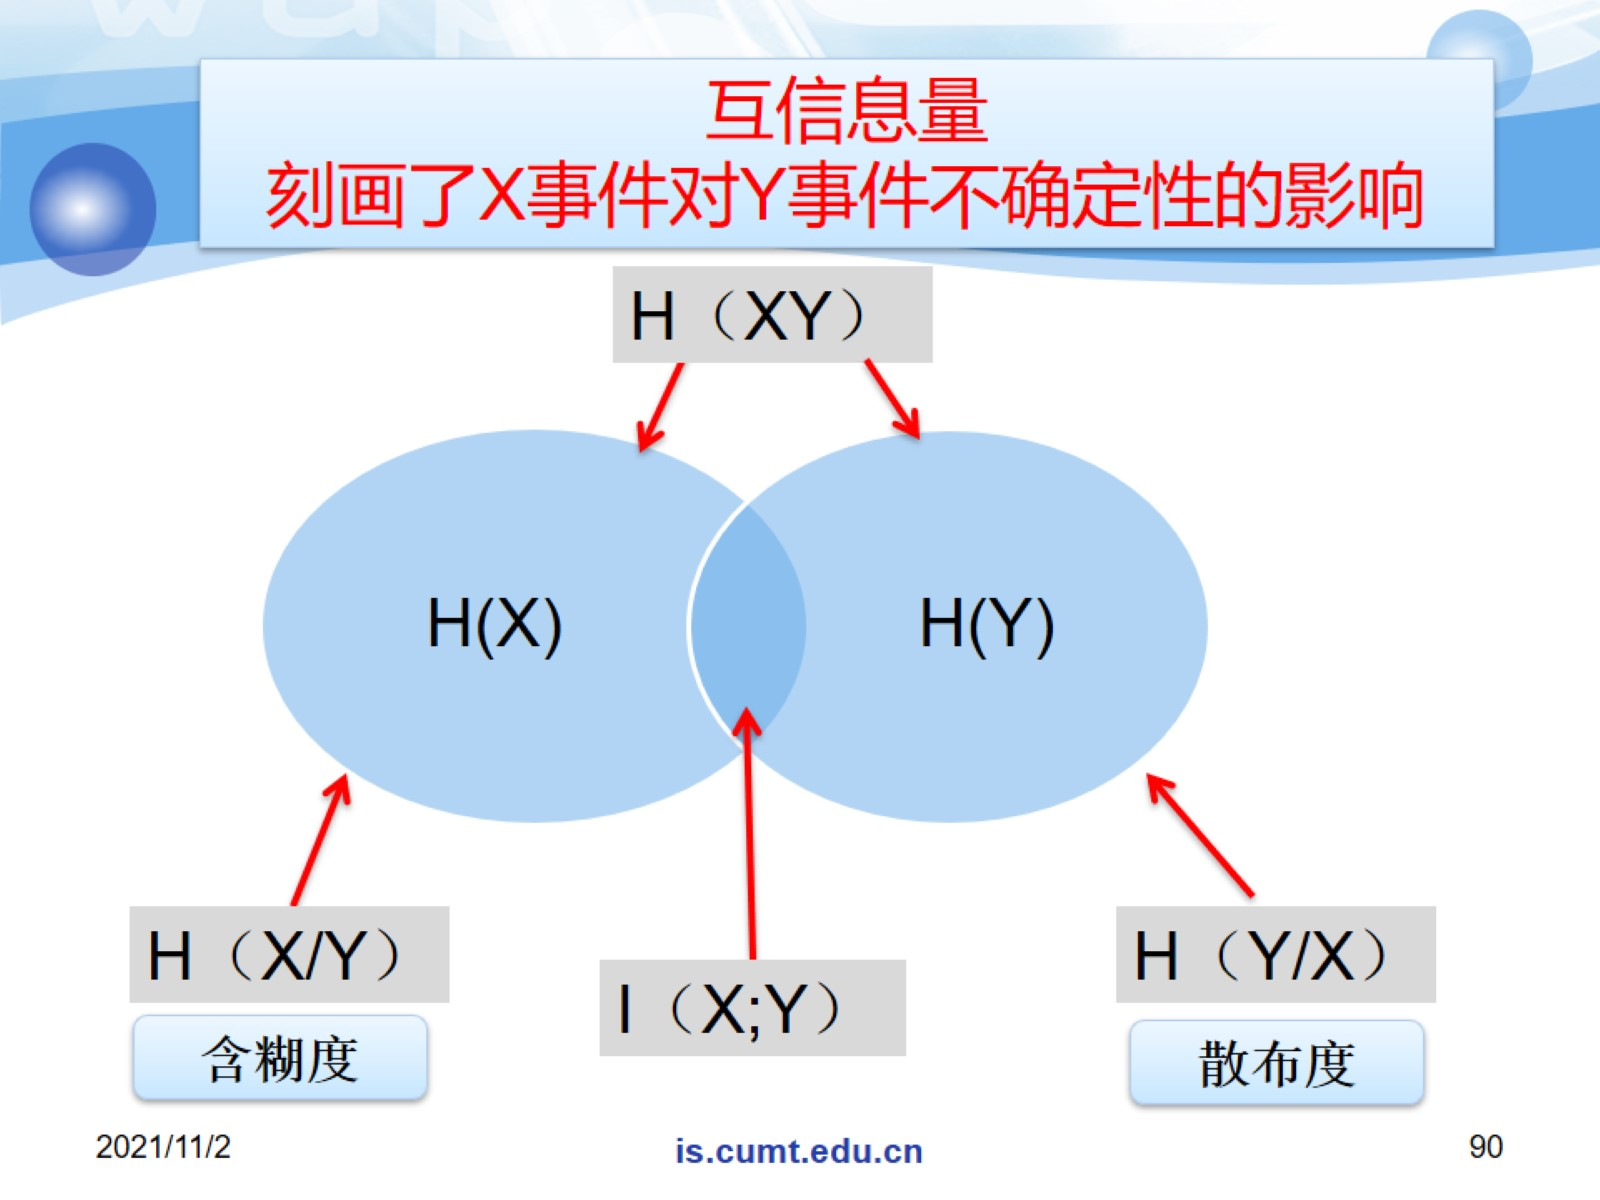 互信息量
刻画了X事件对Y事件不确定性的影响
H（XY）
H(X)
H(Y)
H（X/Y）
I（X;Y）
H（Y/X）
含糊度
散布度
2021/11/2
is.cumt.edu.cn
90